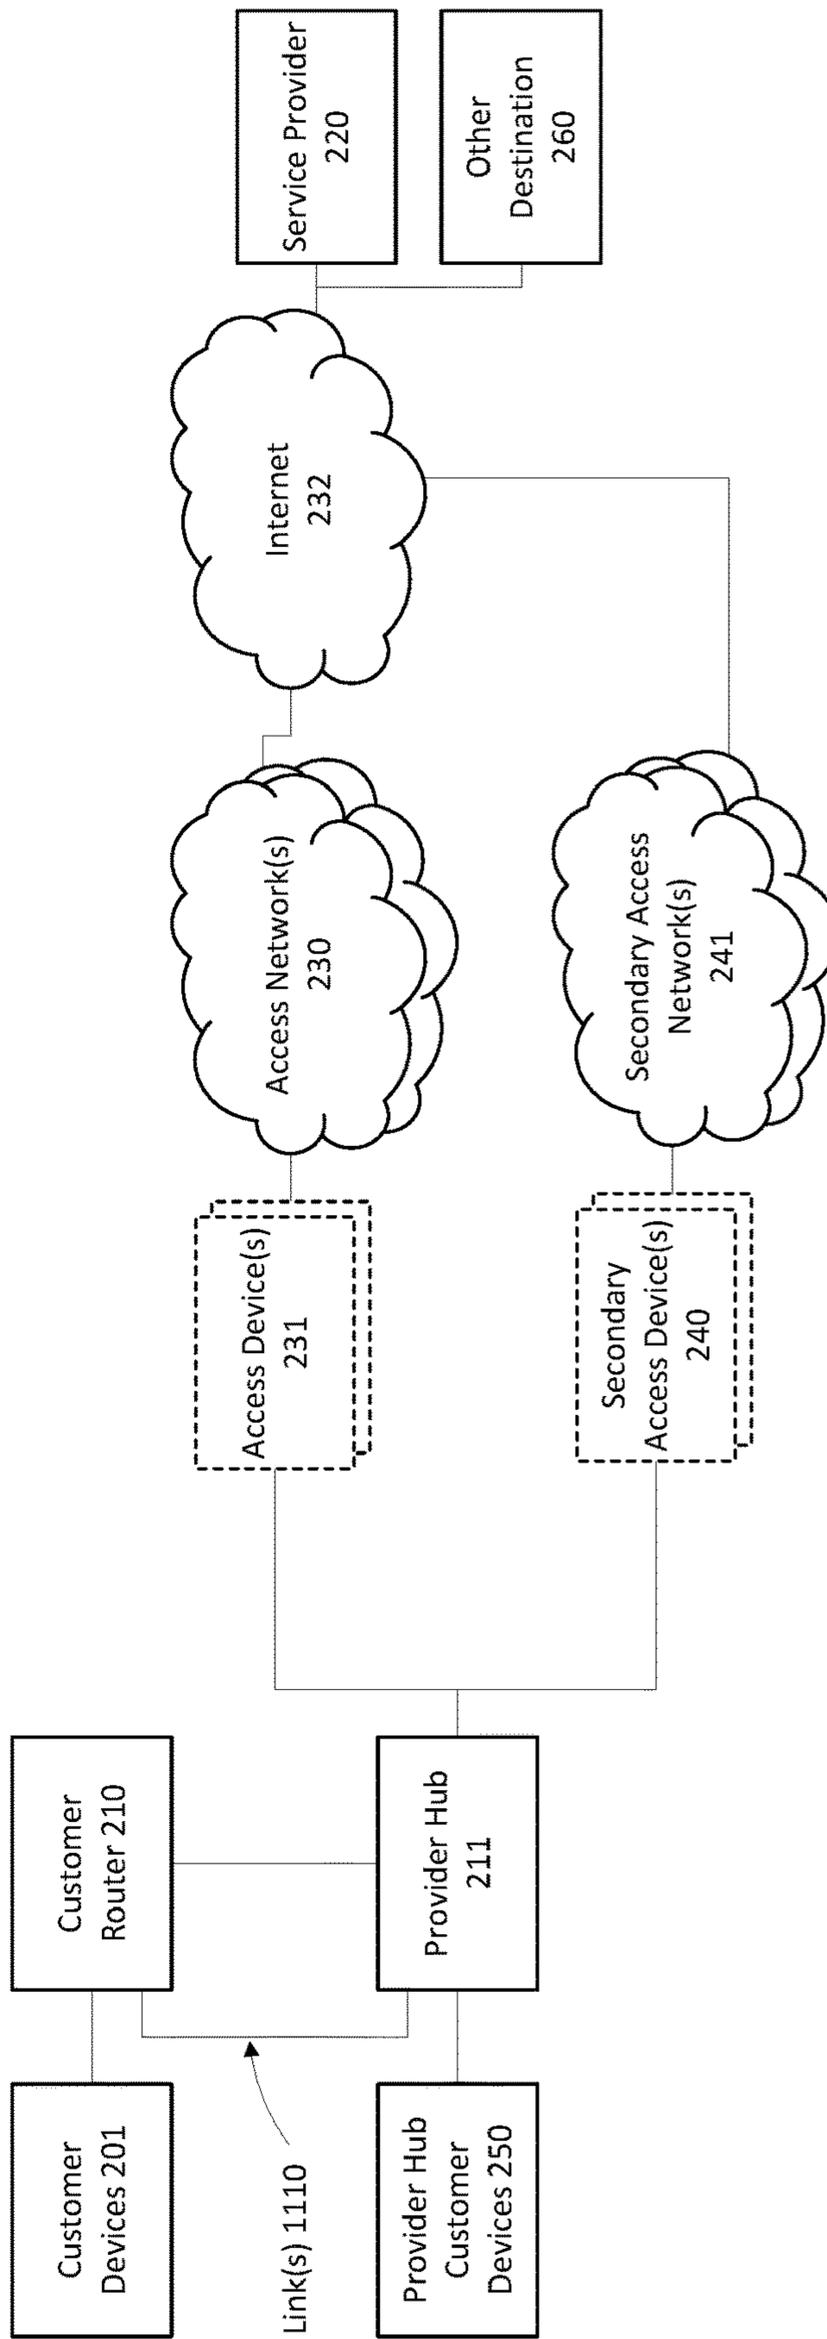 Customer
Devices 201
Customer
Router 210
Link(s) 1110
Provider Hub
Customer
Devices 250
Provider Hub
211
Access Device(s)
231
Access Network(s)
230
Internet
232
Service Provider
220
Other
Destination
260
Secondary
Access Device(s)
240
Secondary Access
Network(s)
241